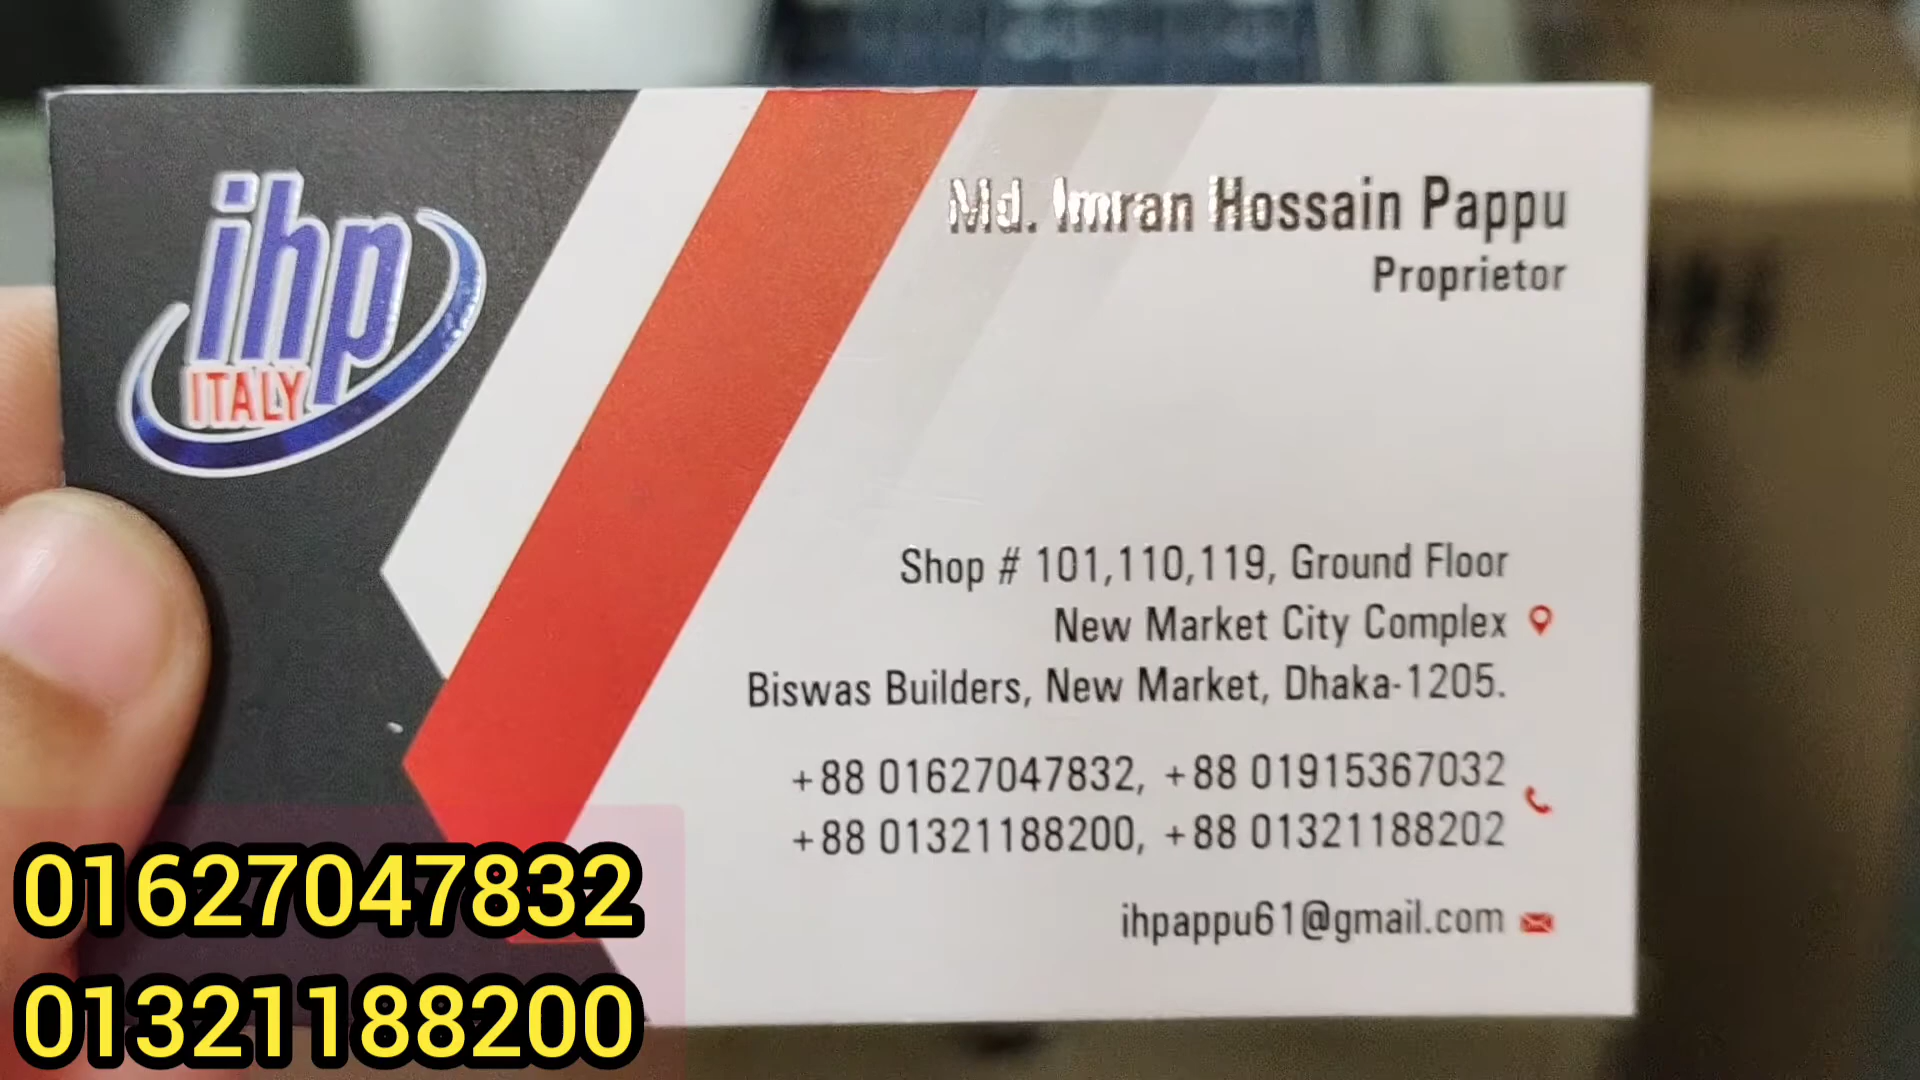 ihp
ITALY
Md. Imran Hossain Pappu
Proprietor
Shop # 101,110,119, Ground Floor
New Market City Complex
Biswas Builders, New Market, Dhaka-1205.
+88 01627047832, +88 01915367032
+88 01321188200, +88 01321188202
ihpappu61@gmail.com
01627047832
01321188200